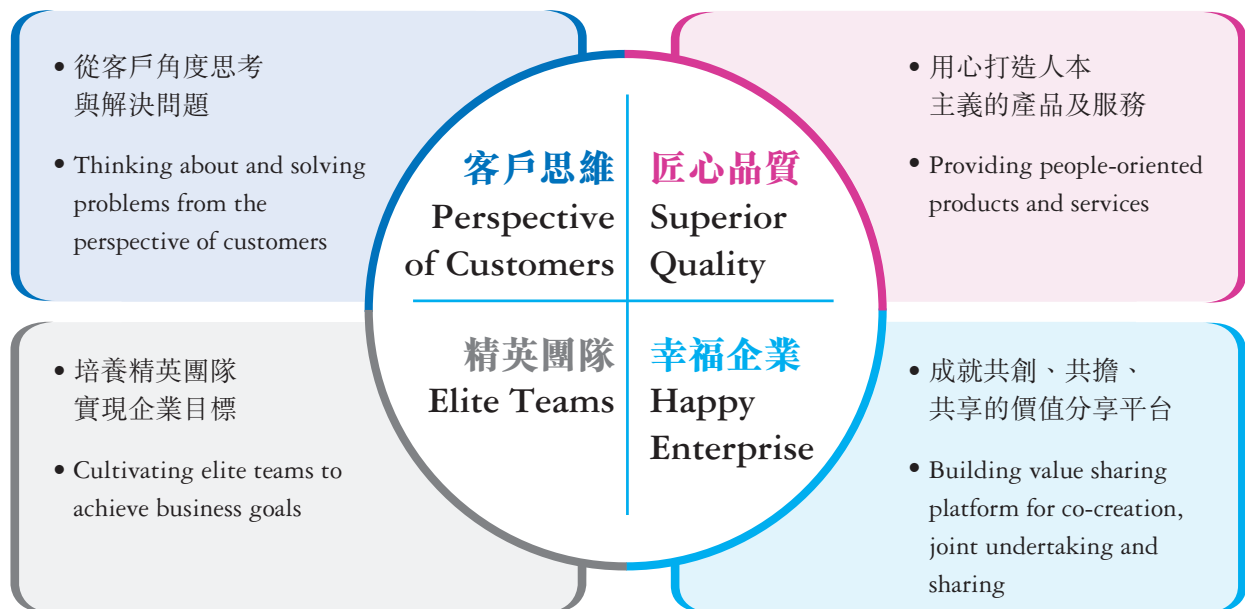 • 從客戶角度思考
與解決問題
• Thinking about and solving
problems from the
perspective of customers
客戶思維
Perspective
of Customers
匠心品質
Superior
Quality
• 用心打造人本
主義的產品及服務
• Providing people-oriented
products and services
• 培養精英團隊
實現企業目標
• Cultivating elite teams to
achieve business goals
精英團隊
Elite Teams
幸福企業
Happy
Enterprise
• 成就共創、共擔、
共享的價值分享平台
• Building value sharing
platform for co-creation,
joint undertaking and
sharing